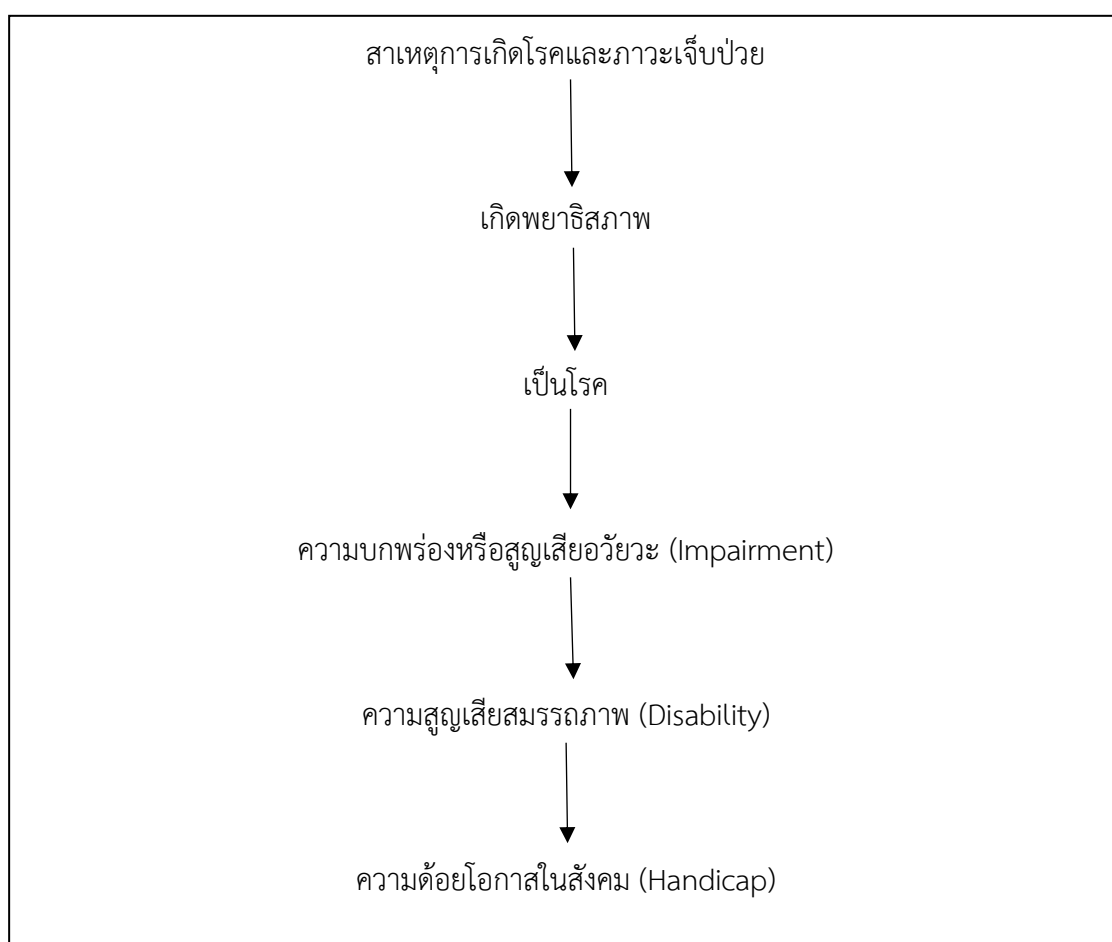 สาเหตุการเกิดโรคและภาวะเจ็บป่วย
เกิดพยาธิสภาพ
เป็นโรค
ความบกพร่องหรือสูญเสียอวัยวะ (Impairment)
ความสูญเสียสมรรถภาพ (Disability)
ความด้อยโอกาสในสังคม (Handicap)